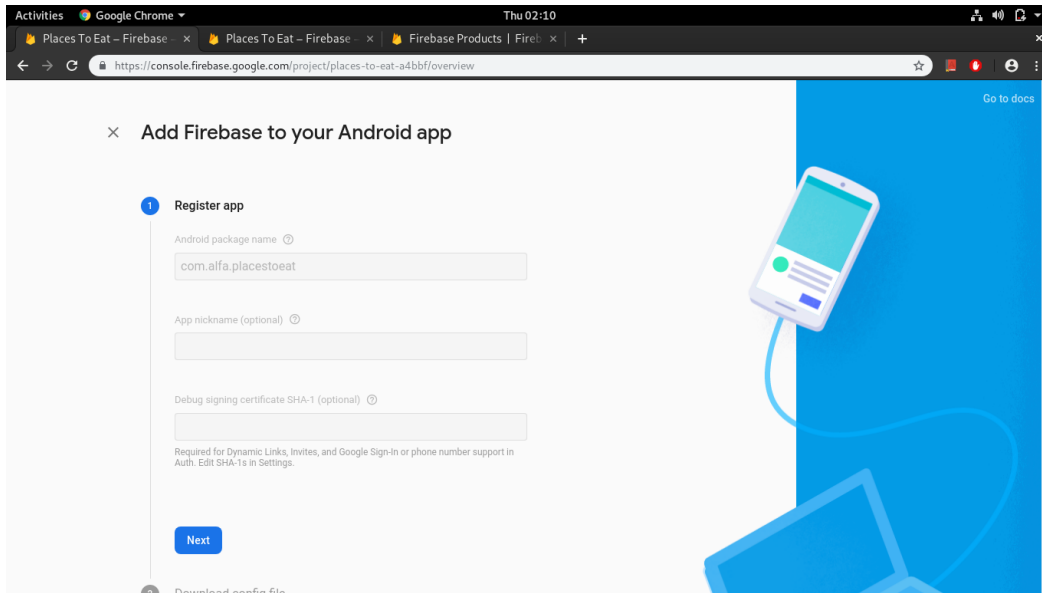 Activities Google Chrome Thu 02:10
Places To Eat – Firebase – Places To Eat – Firebase – Firebase Products | Fireb
https://console.firebase.google.com/project/places-to-eat-a4bbf/overview
Go to docs
Add Firebase to your Android app
1 Register app
Android package name
com.alfa.placestoeat
App nickname (optional)
Debug signing certificate SHA-1 (optional)
Required for Dynamic Links, Invites, and Google Sign-In or phone number support in
Auth. Edit SHA-1s in Settings.
Next
2 Download config file